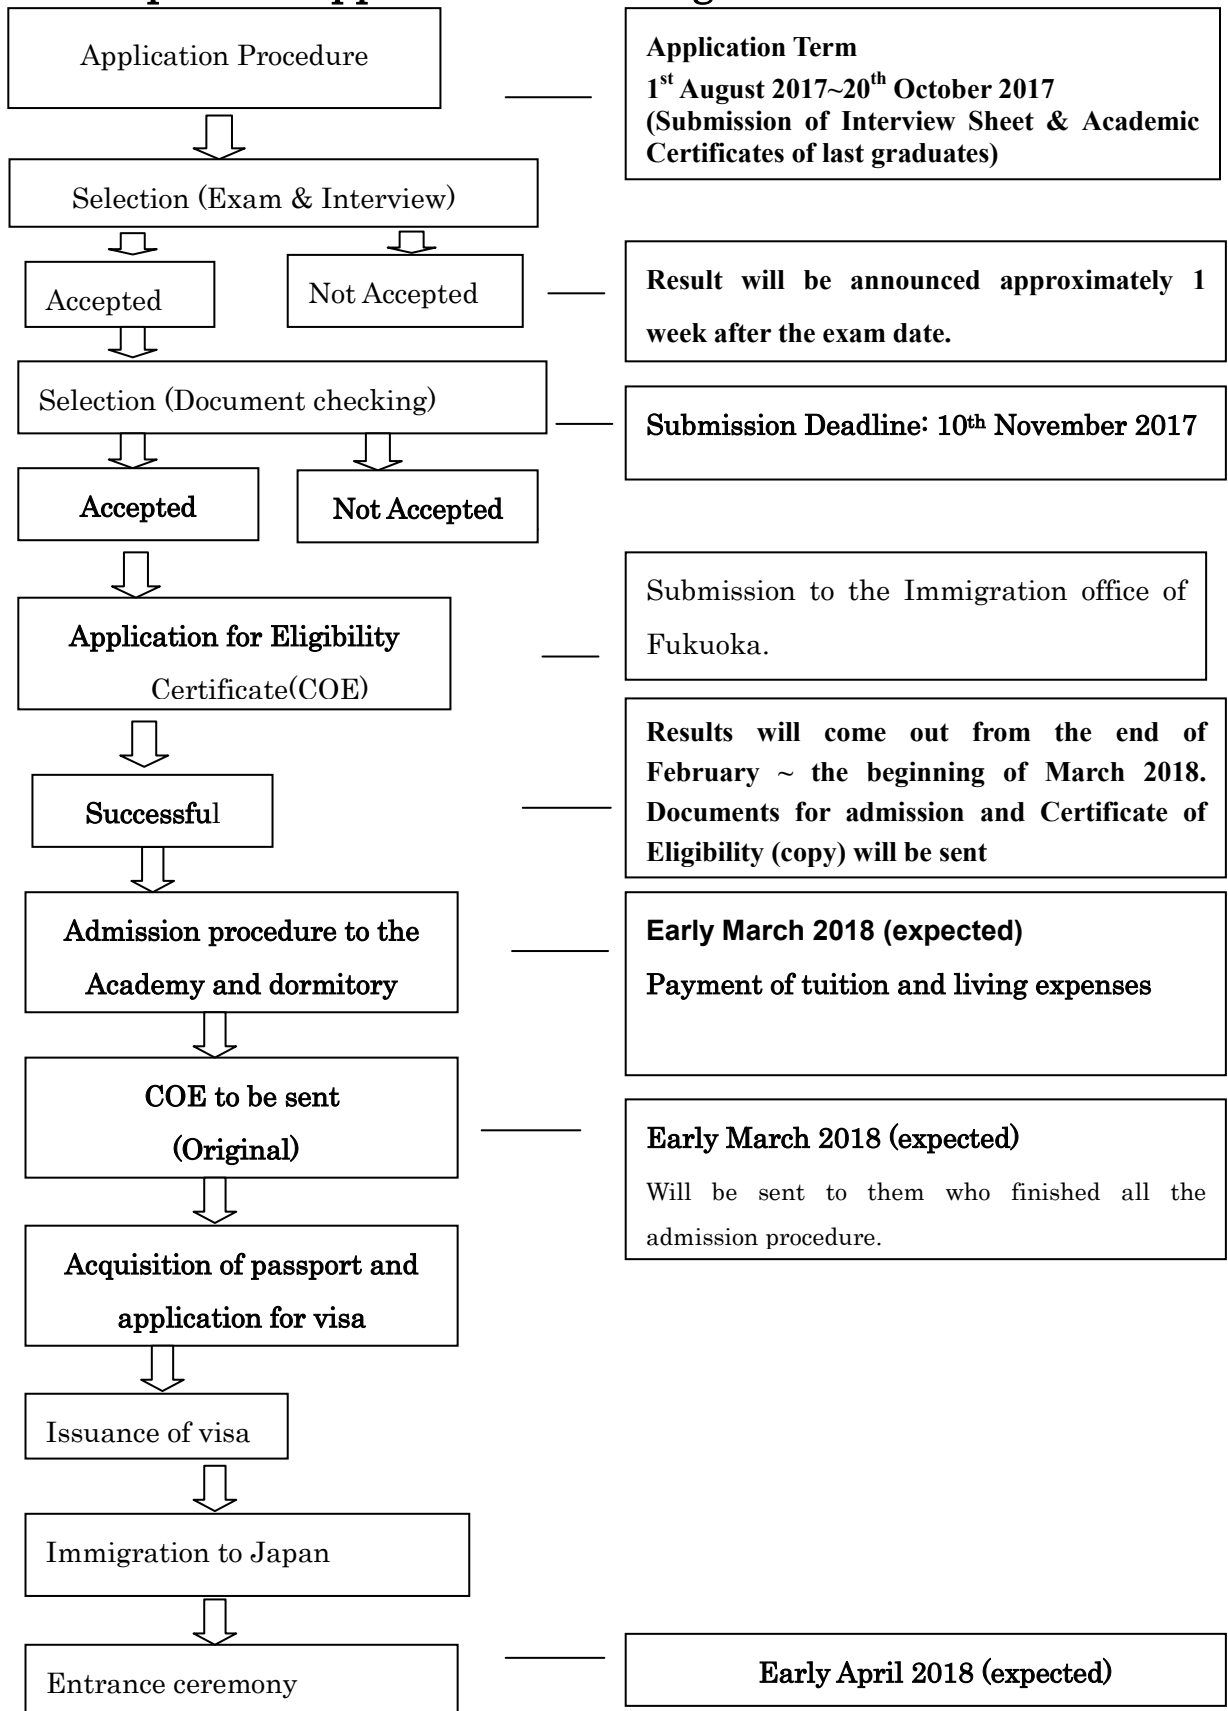 Application Procedure
Application Term
1st August 2017~20th October 2017
(Submission of Interview Sheet & Academic
Certificates of last graduates)
Selection (Exam & Interview)
Accepted
Not Accepted
Result will be announced approximately 1
week after the exam date.
Selection (Document checking)
Submission Deadline: 10th November 2017
Accepted
Not Accepted
Application for Eligibility
Certificate(COE)
Submission to the Immigration office of
Fukuoka.
Successful
Results will come out from the end of
February ~ the beginning of March 2018.
Documents for admission and Certificate of
Eligibility (copy) will be sent
Admission procedure to the
Academy and dormitory
Early March 2018 (expected)
Payment of tuition and living expenses
COE to be sent
(Original)
Early March 2018 (expected)
Will be sent to them who finished all the
admission procedure.
Acquisition of passport and
application for visa
Issuance of visa
Immigration to Japan
Entrance ceremony
Early April 2018 (expected)